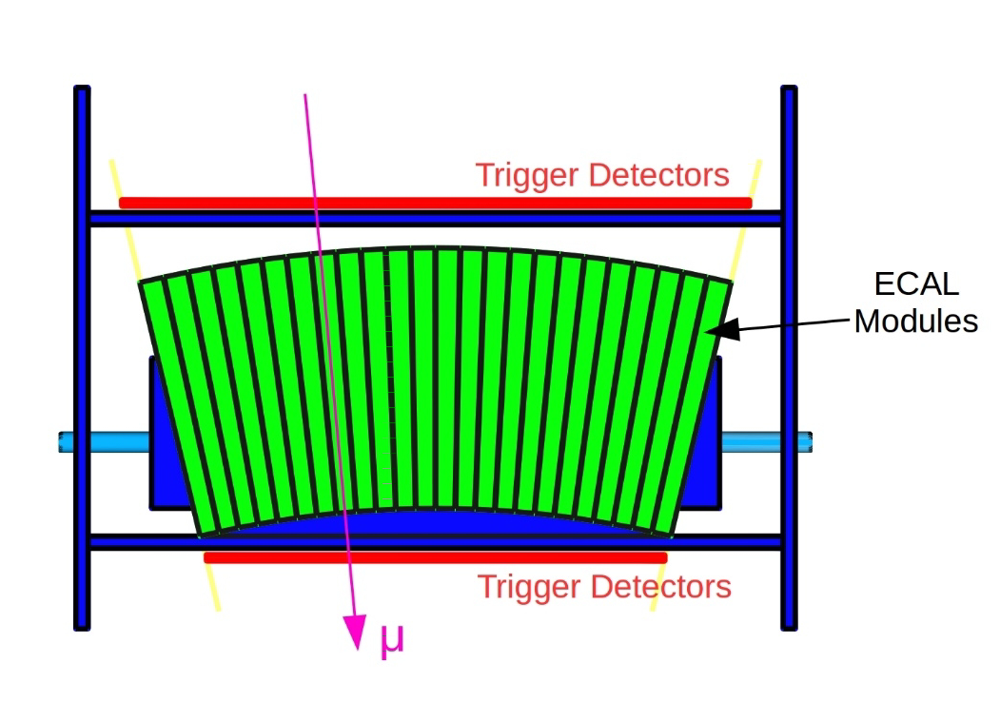 Trigger Detectors
ECAL
Modules
Trigger Detectors
μ